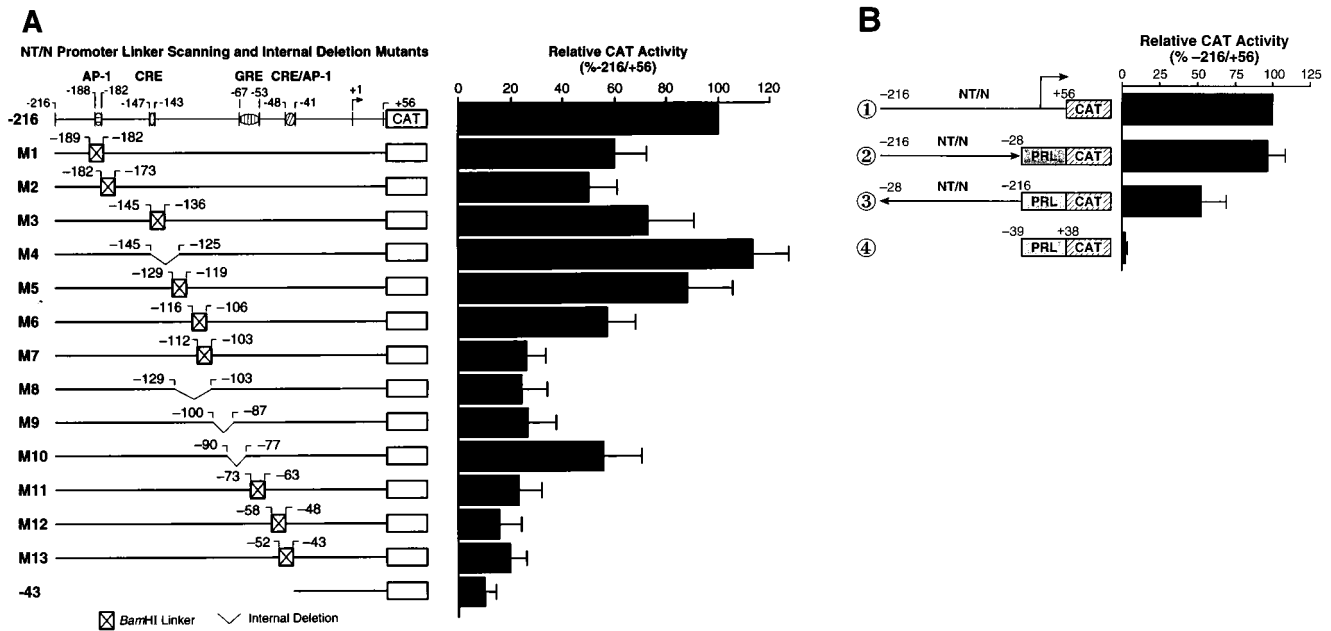 A
NT/N Promoter Linker Scanning and Internal Deletion Mutants
AP-1 CRE GRE CRE/AP-1
-188 -182 -147 -143 -67 -53 -48 -41
-216 +1 +56
-216 CAT
M1 -189 -182
M2 -182 -173
M3 -145 -136
M4 -145 -125
M5 -129 -119
M6 -116 -106
M7 -112 -103
M8 -129 -103
M9 -100 -87
M10 -90 -77
M11 -73 -63
M12 -58 -48
M13 -52 -43
-43
BamHI Linker Internal Deletion
Relative CAT Activity
(%-216/+56)
0 20 40 60 80 100 120
B
Relative CAT Activity
(% –216/+56)
0 25 50 75 100 125
① -216 NT/N +56 CAT
② -216 NT/N -28 PRL CAT
③ -28 NT/N -216 PRL CAT
④ -39 +38 PRL CAT